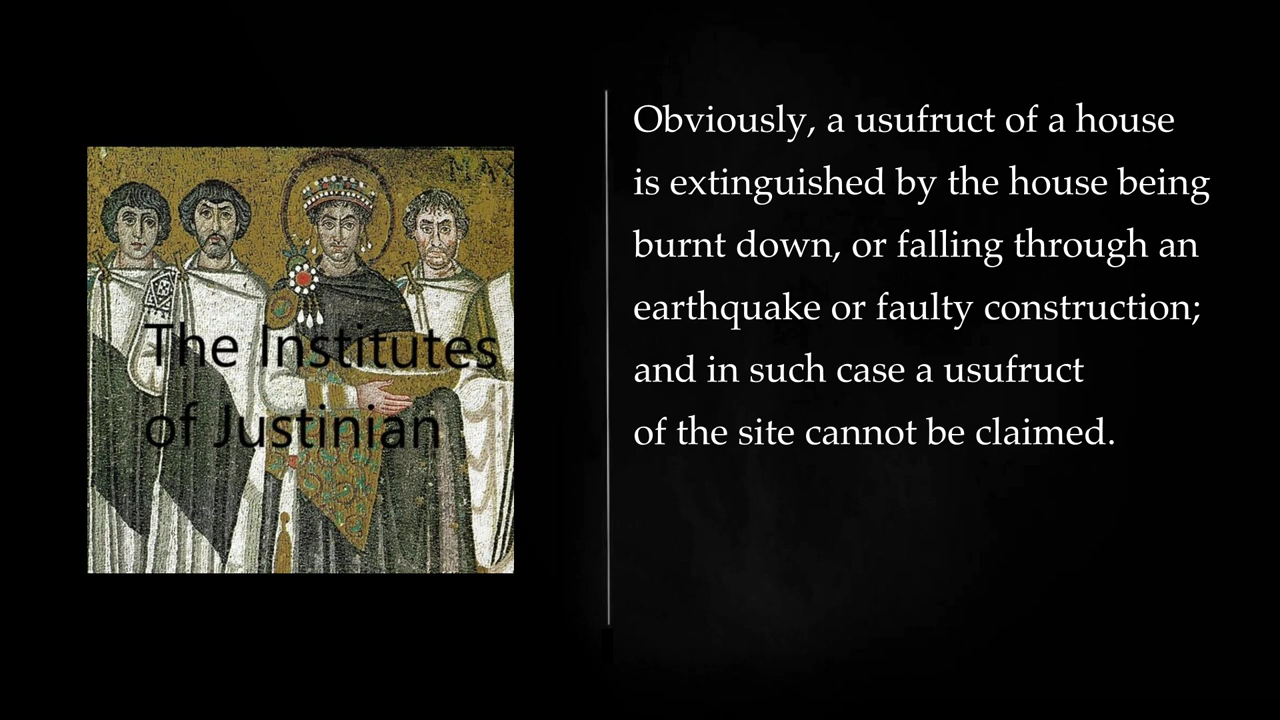 MAX
The Institutes
of Justinian
Obviously, a usufruct of a house
is extinguished by the house being
burnt down, or falling through an
earthquake or faulty construction;
and in such case a usufruct
of the site cannot be claimed.